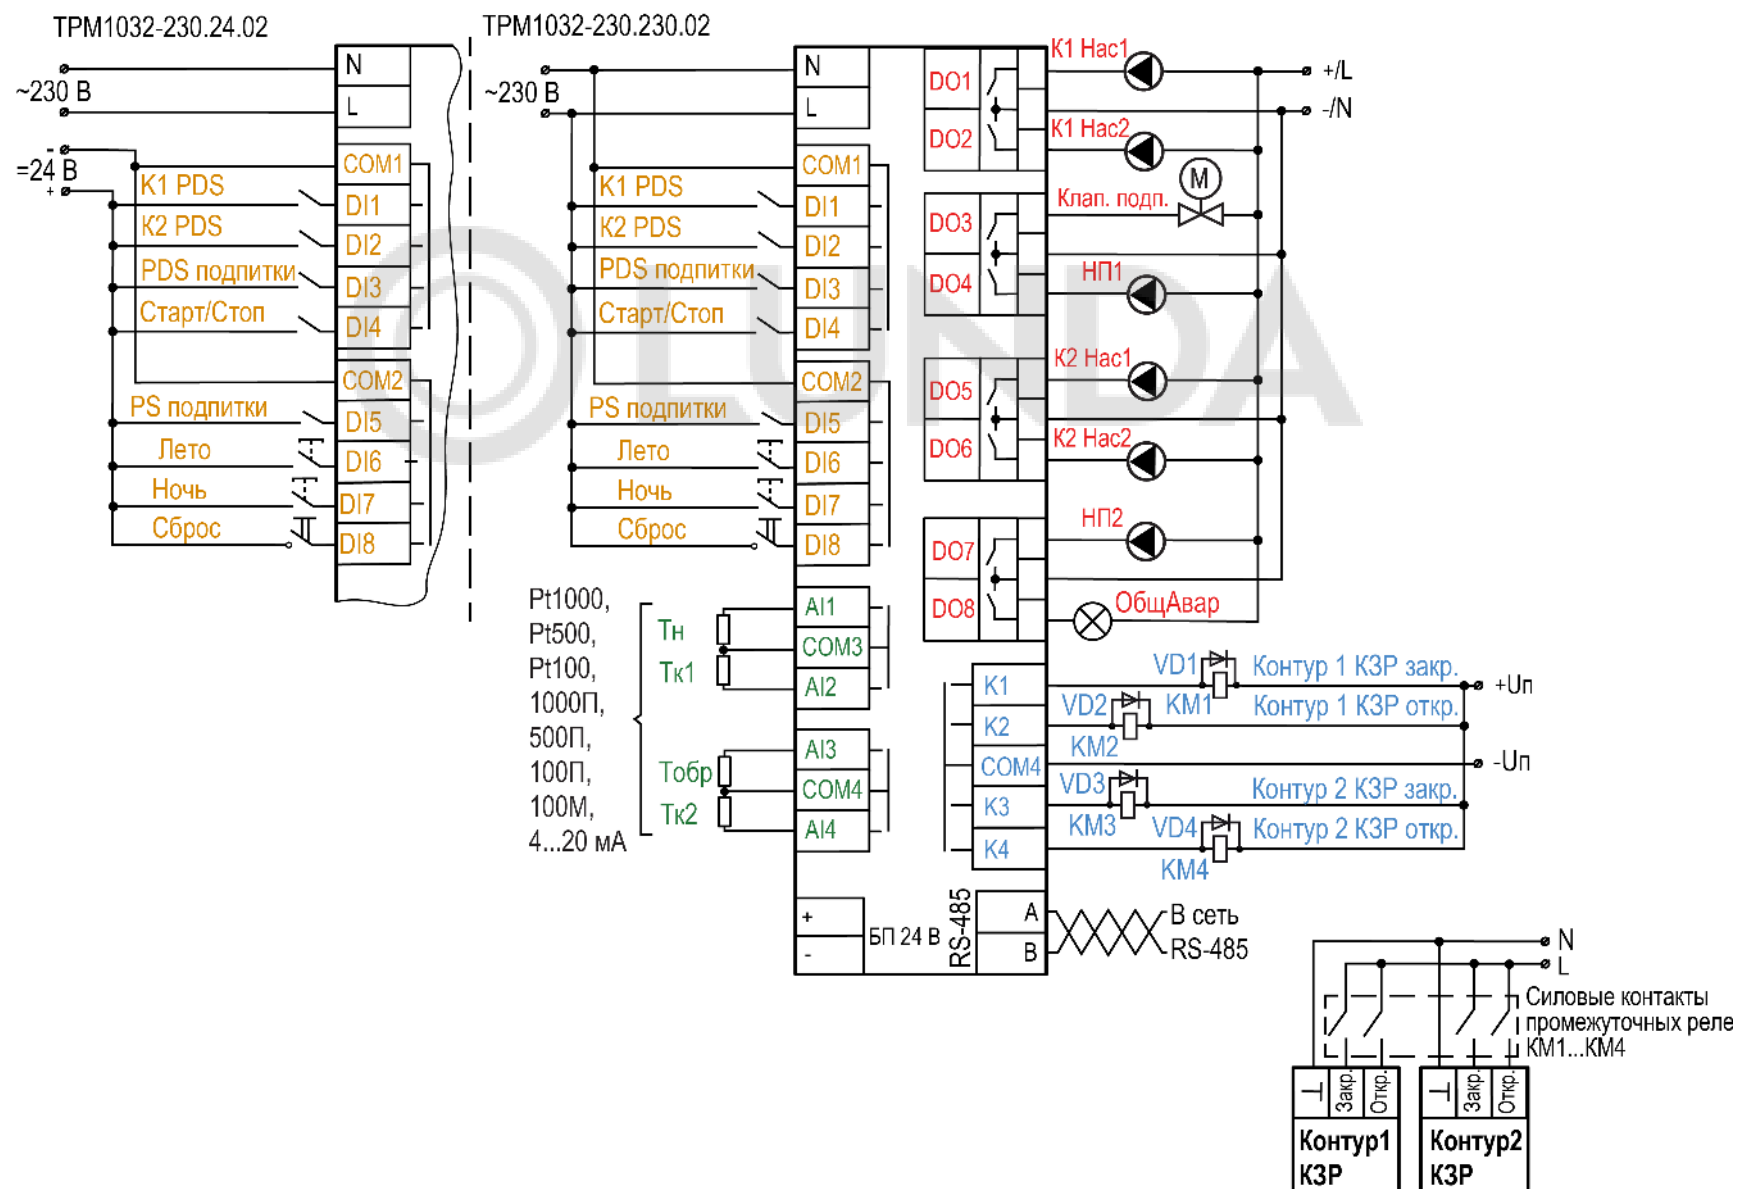 ТРМ1032-230.24.02
~230 В
N
L
-
=24 В
+
COM1
K1 PDS
DI1
K2 PDS
DI2
PDS подпитки
DI3
Старт/Стоп
DI4
COM2
PS подпитки
DI5
Лето
DI6
Ночь
DI7
Сброс
DI8
ТРМ1032-230.230.02
~230 В
N
L
COM1
K1 PDS
DI1
K2 PDS
DI2
PDS подпитки
DI3
Старт/Стоп
DI4
COM2
PS подпитки
DI5
Лето
DI6
Ночь
DI7
Сброс
DI8
Pt1000,
Pt500,
Pt100,
1000П,
500П,
100П,
100М,
4...20 мА
Тн
Тк1
Тобр
Тк2
AI1
COM3
AI2
AI3
COM4
AI4
+
-
БП 24 В
DO1
DO2
DO3
DO4
DO5
DO6
DO7
DO8
К1 Нас1
+/L
-/N
К1 Нас2
M
Клап. подп.
НП1
К2 Нас1
К2 Нас2
НП2
ОбщАвар
K1
K2
COM4
K3
K4
VD1
KM1
Контур 1 КЗР закр.
+Uп
VD2
KM2
Контур 1 КЗР откр.
-Uп
VD3
KM3
Контур 2 КЗР закр.
VD4
KM4
Контур 2 КЗР откр.
RS-485
A
B
В сеть
RS-485
N
L
Силовые контакты
промежуточных реле
КМ1...КМ4
Закр.
Откр.
Контур1
КЗР
Закр.
Откр.
Контур2
КЗР
LUNDA